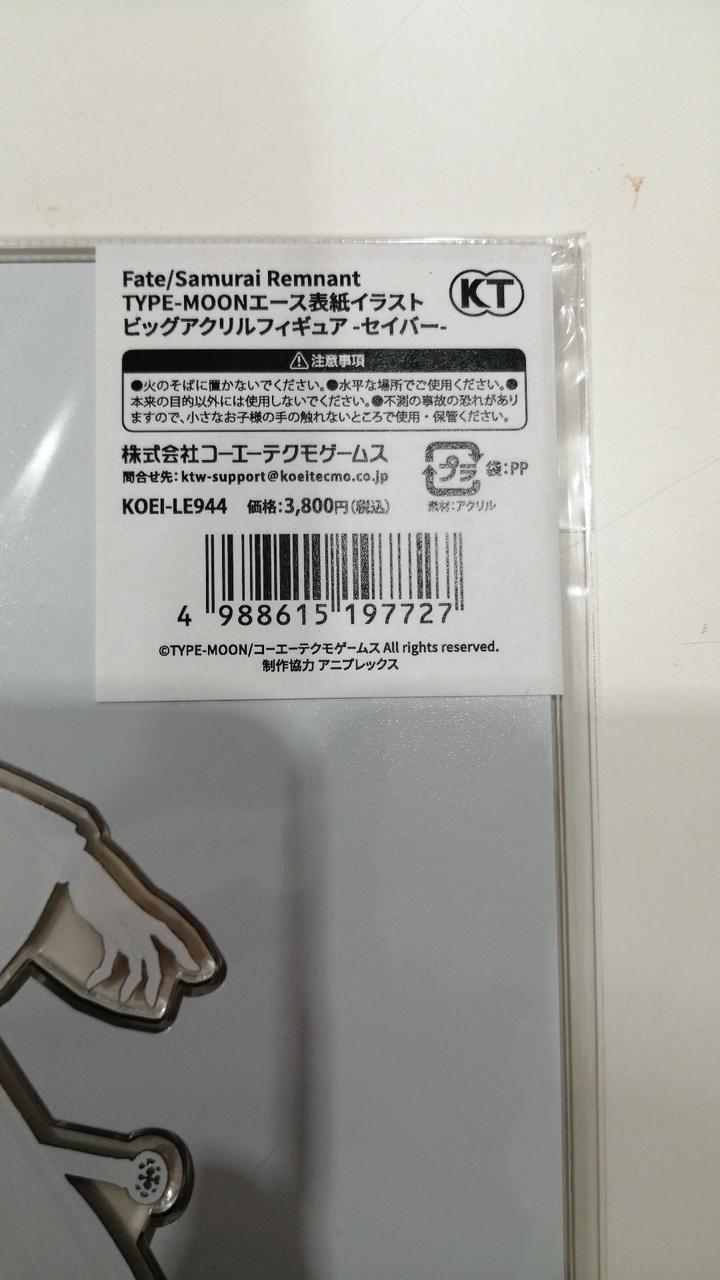 Fate/Samurai Remnant
TYPE-MOONエース表紙イラスト
ビッグアクリルフィギュア -セイバー-
KT
注意事項
●火のそばに置かないでください。●水平な場所でご使用ください。●
本来の目的以外には使用しないでください。●不測の事故の恐れがあり
ますので、小さなお子様の手の触れないところで使用・保管ください。
株式会社コーエーテクモゲームス
問合せ先：ktw-support@koeitecmo.co.jp
プラ 袋：PP
素材：アクリル
KOEI-LE944 価格：3,800円（税込）
4 988615 197727
©TYPE-MOON/コーエーテクモゲームス All rights reserved.
制作協力 アニプレックス